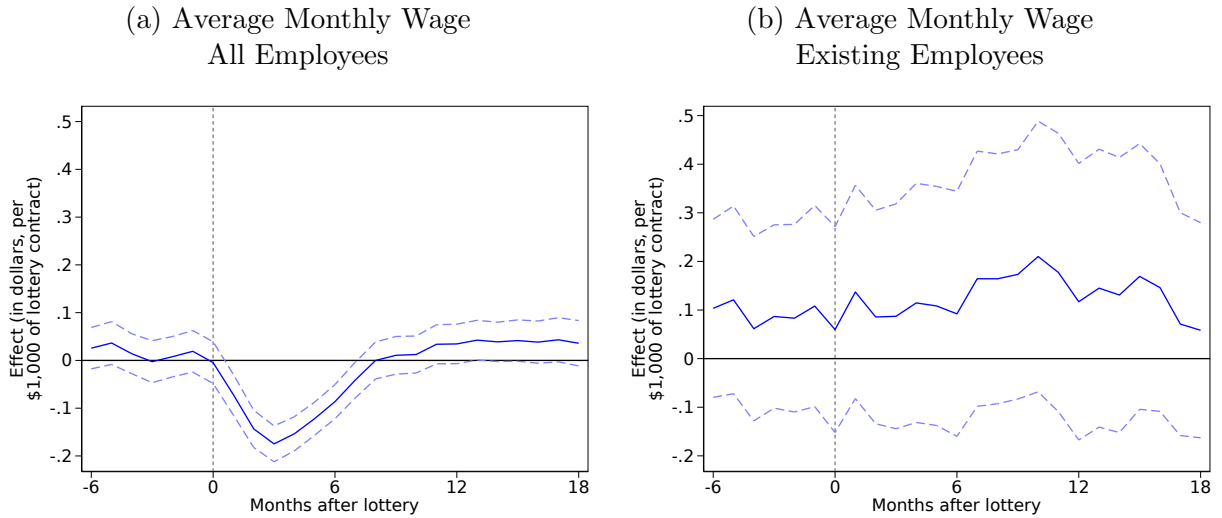 (a) Average Monthly Wage
All Employees
.5
.4
.3
.2
.1
0
-.1
-.2
Effect (in dollars, per
$1,000 of lottery contract)
-6
0
6
12
18
Months after lottery
(b) Average Monthly Wage
Existing Employees
.5
.4
.3
.2
.1
0
-.1
-.2
Effect (in dollars, per
$1,000 of lottery contract)
-6
0
6
12
18
Months after lottery